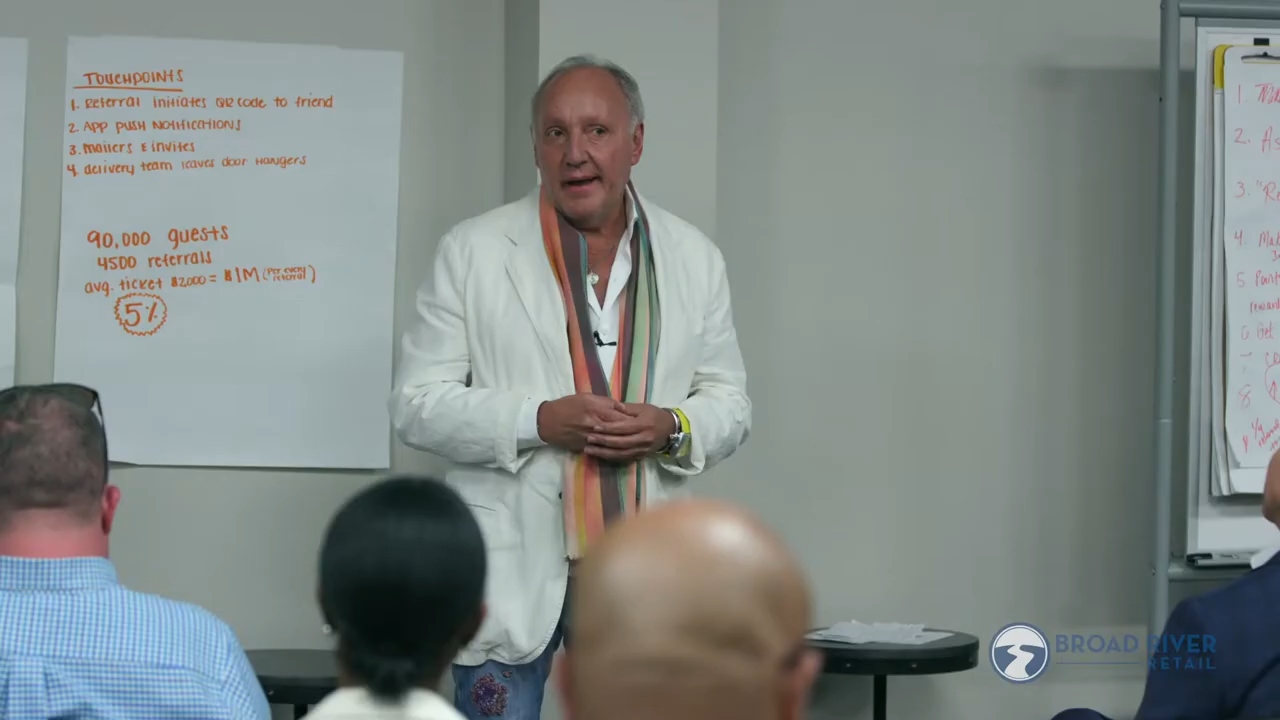 TOUCHPOINTS
1. Referral initiates QR code to friend
2. App push notifications
3. mailers & invites
4. delivery team leaves door hangers
90,000 guests
4500 referrals
avg. ticket $2,000 = $1M (per every referral)
5%
1.
2.
3.
4.
5
8
BROAD RIVER
RETAIL